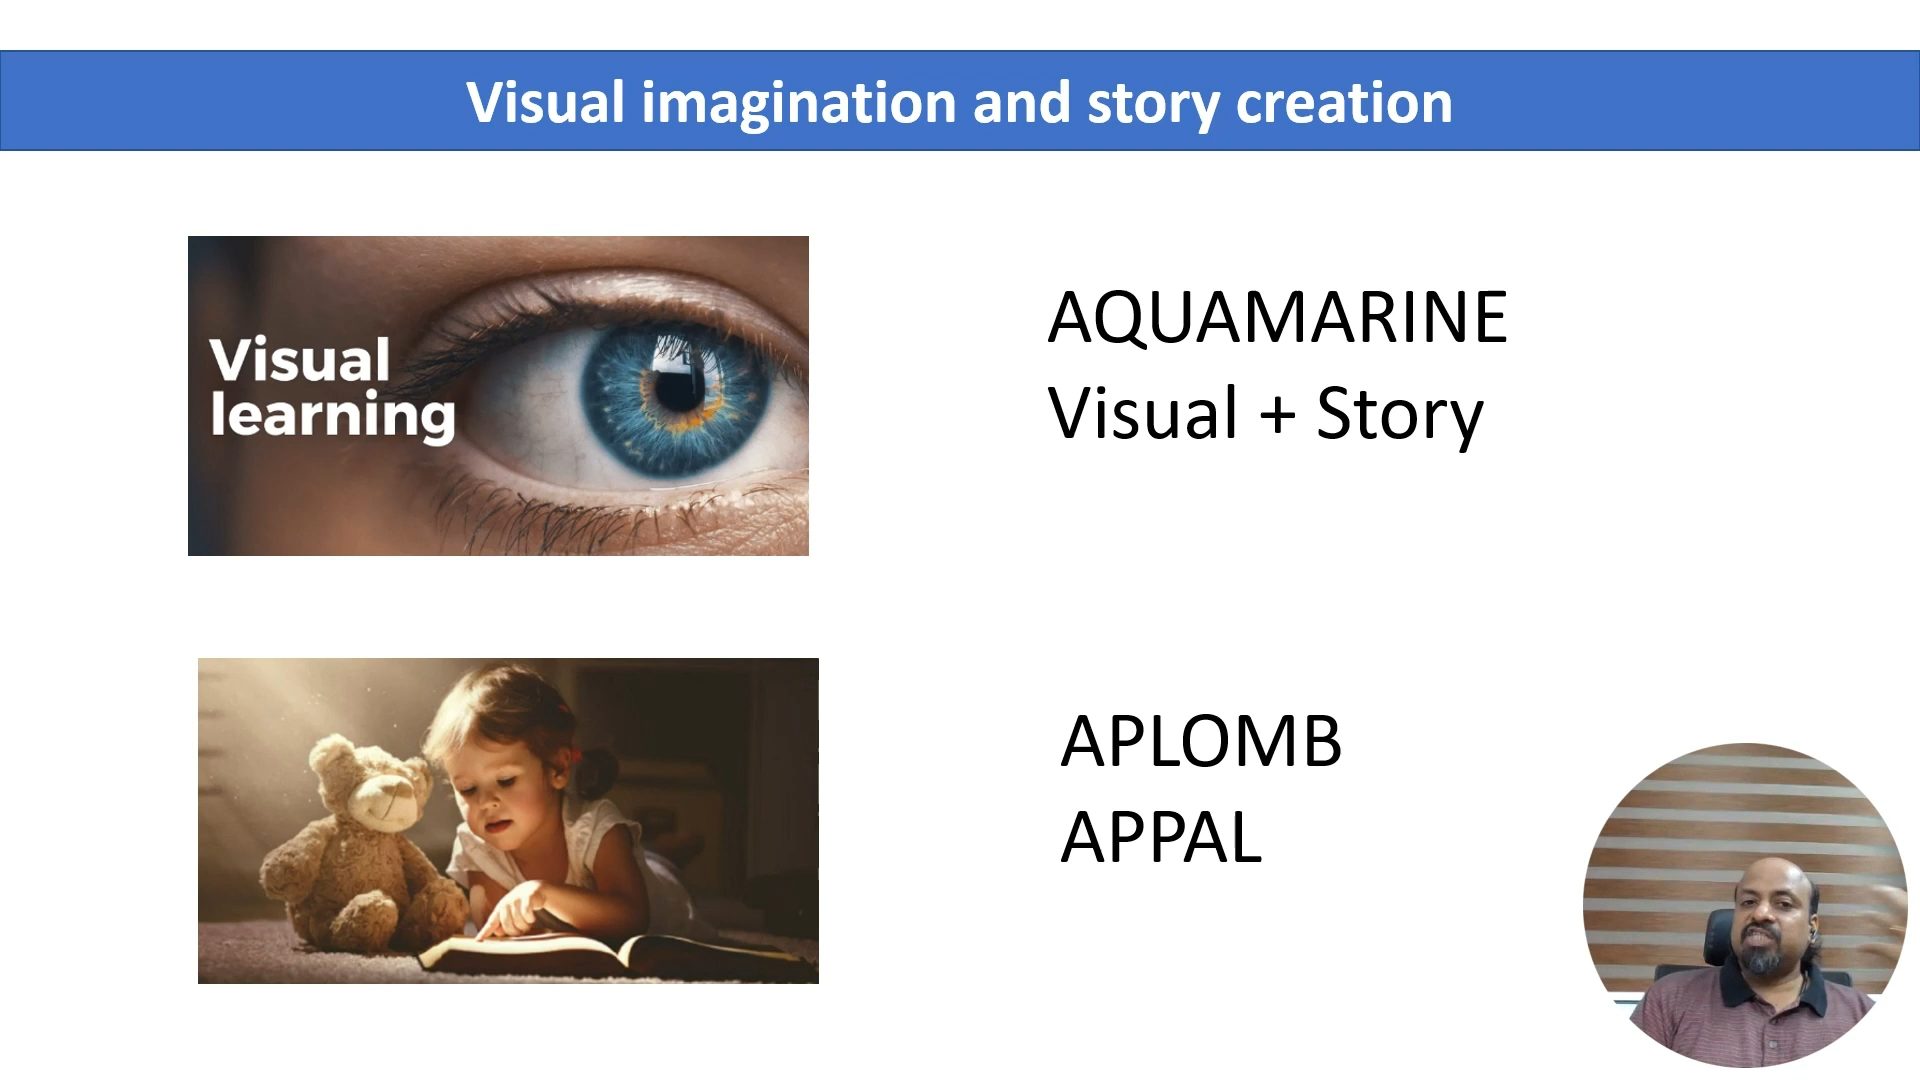 Visual imagination and story creation
Visual
learning
AQUAMARINE
Visual + Story
APLOMB
APPAL